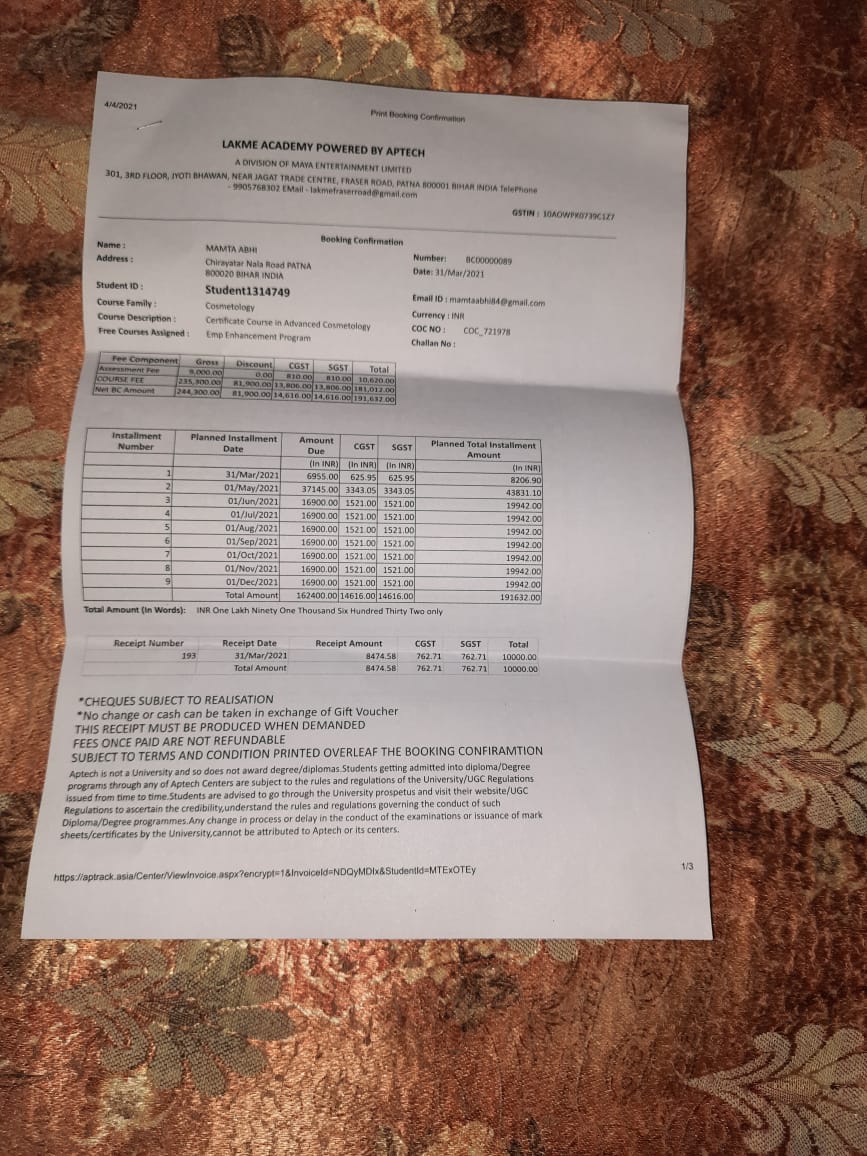 4/4/2021
Print Booking Confirmation
LAKME ACADEMY POWERED BY APTECH
A DIVISION OF MAYA ENTERTAINMENT LIMITED
301, 3RD FLOOR, JYOTI BHAWAN, NEAR JAGAT TRADE CENTRE, FRASER ROAD, PATNA 800001 BIHAR INDIA TelePhone
- 9905768302 EMail - lakmefraserroad@gmail.com
GSTIN : 10AOWPK0739C1Z7
Booking Confirmation
Name : MAMTA ABHI
Number: BC00000089
Address : Chirayatar Nala Road PATNA
800020 BIHAR INDIA
Date: 31/Mar/2021
Student ID : Student1314749
Email ID : mamtaabhi84@gmail.com
Course Family : Cosmetology
Currency : INR
Course Description : Certificate Course in Advanced Cosmetology
COC NO : COC_721978
Free Courses Assigned : Emp Enhancement Program
Challan No :
Fee Component Gross Discount CGST SGST Total
Assessment Fee 9,000.00 0.00 810.00 810.00 10,620.00
COURSE FEE 235,300.00 81,900.00 13,806.00 13,806.00 181,012.00
Net BC Amount 244,300.00 81,900.00 14,616.00 14,616.00 191,632.00
Installment Number Planned Installment Date Amount Due CGST SGST Planned Total Installment Amount
(In INR) (In INR) (In INR) (In INR)
1 31/Mar/2021 6955.00 625.95 625.95 8206.90
2 01/May/2021 37145.00 3343.05 3343.05 43831.10
3 01/Jun/2021 16900.00 1521.00 1521.00 19942.00
4 01/Jul/2021 16900.00 1521.00 1521.00 19942.00
5 01/Aug/2021 16900.00 1521.00 1521.00 19942.00
6 01/Sep/2021 16900.00 1521.00 1521.00 19942.00
7 01/Oct/2021 16900.00 1521.00 1521.00 19942.00
8 01/Nov/2021 16900.00 1521.00 1521.00 19942.00
9 01/Dec/2021 16900.00 1521.00 1521.00 19942.00
Total Amount 162400.00 14616.00 14616.00 191632.00
Total Amount (In Words): INR One Lakh Ninety One Thousand Six Hundred Thirty Two only
Receipt Number Receipt Date Receipt Amount CGST SGST Total
193 31/Mar/2021 8474.58 762.71 762.71 10000.00
Total Amount 8474.58 762.71 762.71 10000.00
*CHEQUES SUBJECT TO REALISATION
*No change or cash can be taken in exchange of Gift Voucher
THIS RECEIPT MUST BE PRODUCED WHEN DEMANDED
FEES ONCE PAID ARE NOT REFUNDABLE
SUBJECT TO TERMS AND CONDITION PRINTED OVERLEAF THE BOOKING CONFIRAMTION
Aptech is not a University and so does not award degree/diplomas.Students getting admitted into diploma/Degree
programs through any of Aptech Centers are subject to the rules and regulations of the University/UGC Regulations
issued from time to time.Students are advised to go through the University prospetus and visit their website/UGC
Regulations to ascertain the credibility,understand the rules and regulations governing the conduct of such
Diploma/Degree programmes.Any change in process or delay in the conduct of the examinations or issuance of mark
sheets/certificates by the University,cannot be attributed to Aptech or its centers.
https://aptrack.asia/Center/ViewInvoice.aspx?encrypt=1&InvoiceId=NDQyMDIx&StudentId=MTExOTEy
1/3